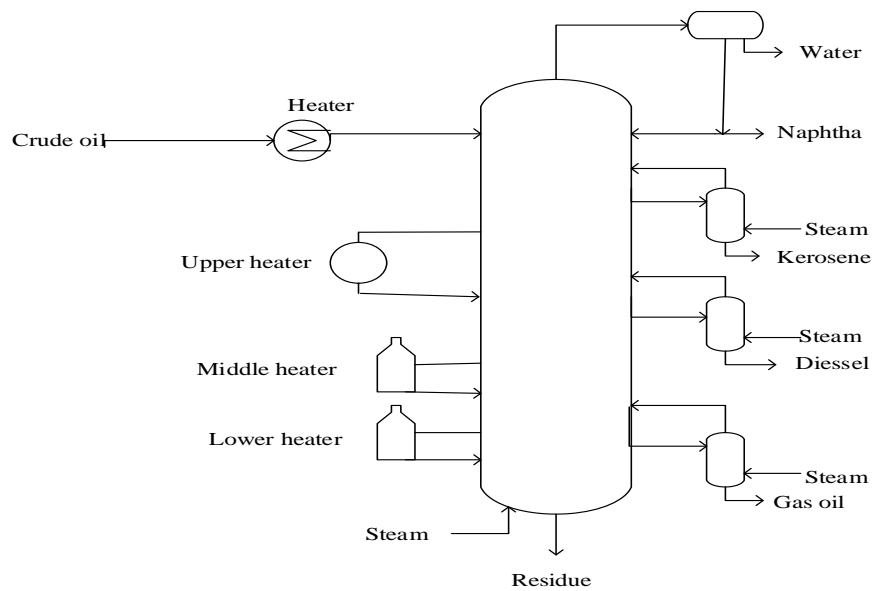 Water
Heater
Crude oil
Naphtha
Steam
Upper heater
Kerosene
Steam
Middle heater
Diessel
Lower heater
Steam
Gas oil
Steam
Residue